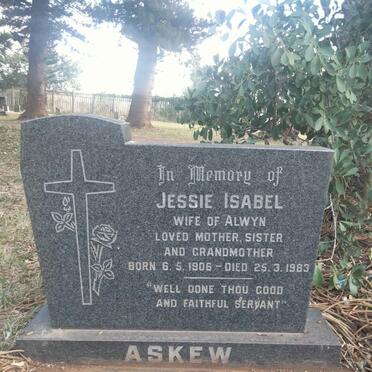 In Memory of
JESSIE ISABEL
WIFE OF ALWYN
LOVED MOTHER, SISTER
AND GRANDMOTHER
BORN 6. 5. 1906 - DIED 25. 3. 1983
"WELL DONE THOU GOOD
AND FAITHFUL SERVANT"
ASKEW